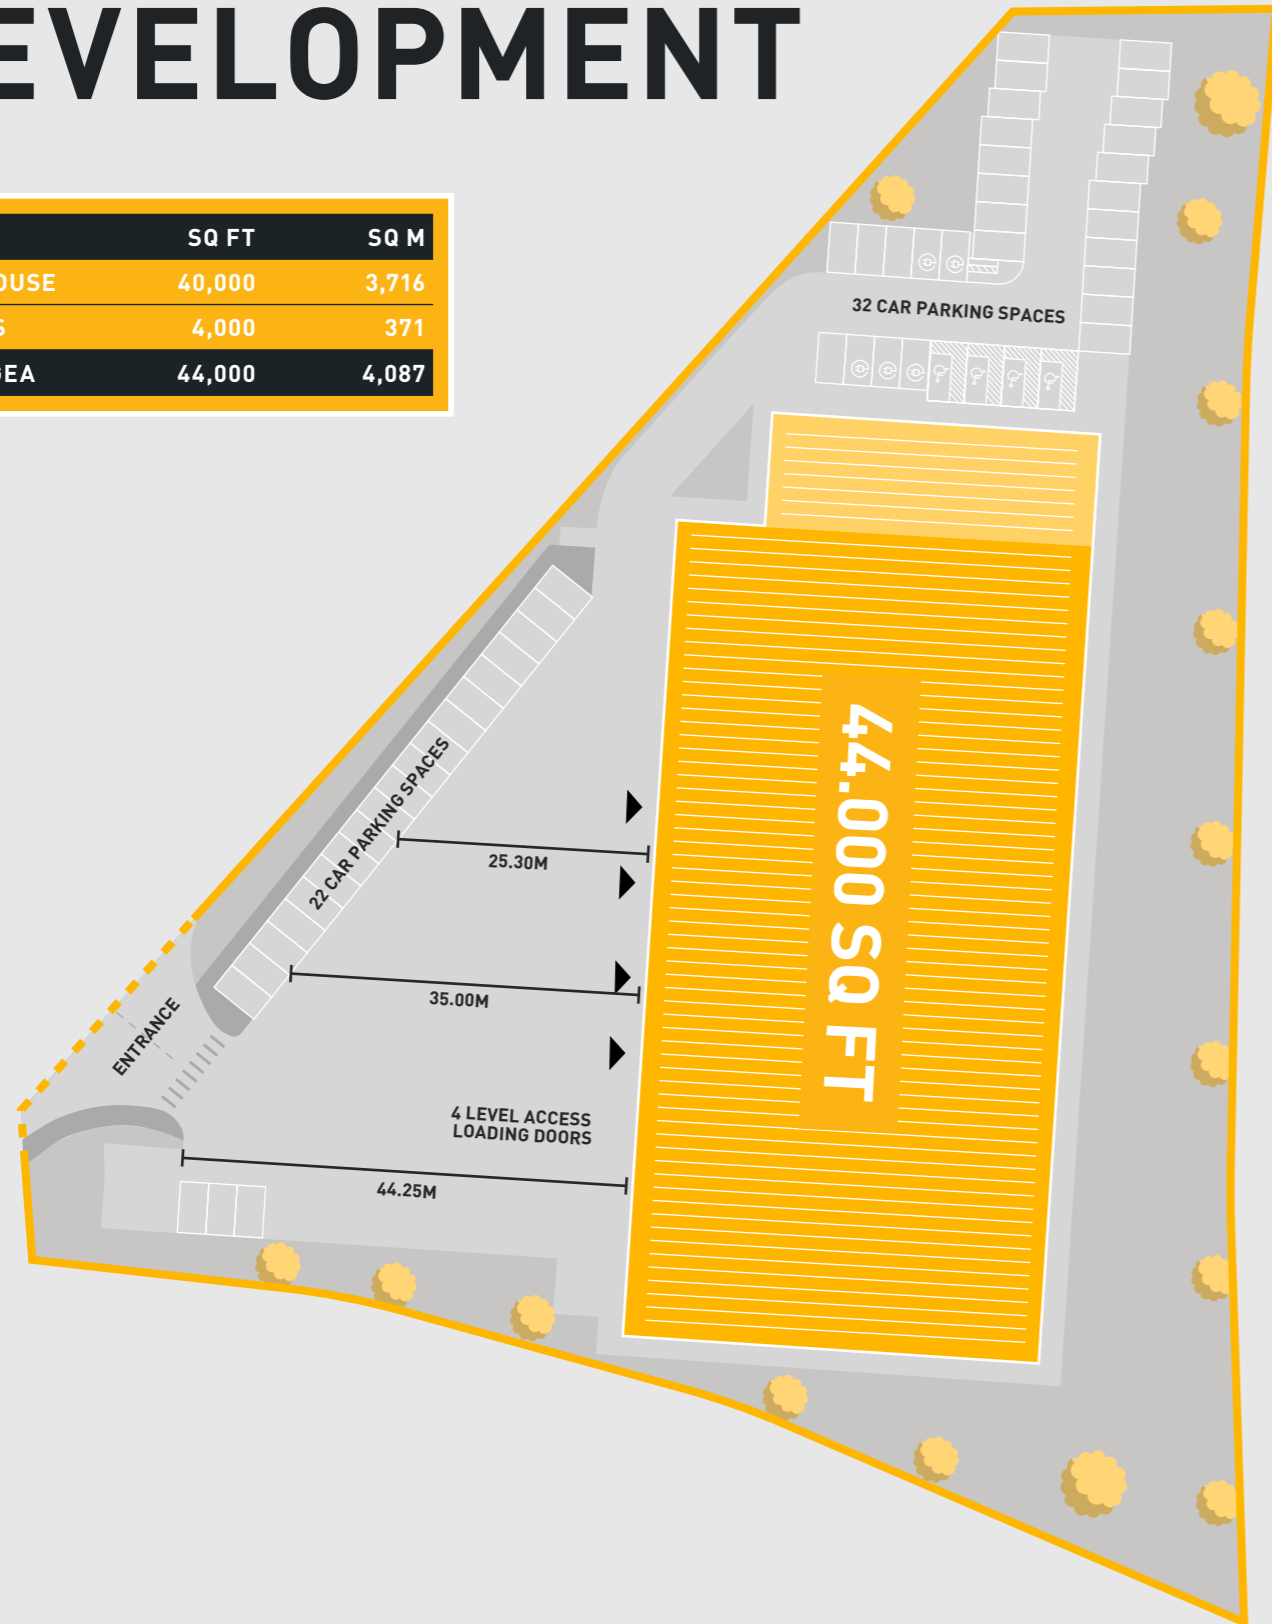 EVELOPMENT
SQ FT SQ M
OUSE 40,000 3,716
S 4,000 371
GEA 44,000 4,087
32 CAR PARKING SPACES
44.000 SQ FT
22 CAR PARKING SPACES
25.30M
35.00M
ENTRANCE
4 LEVEL ACCESS
LOADING DOORS
44.25M